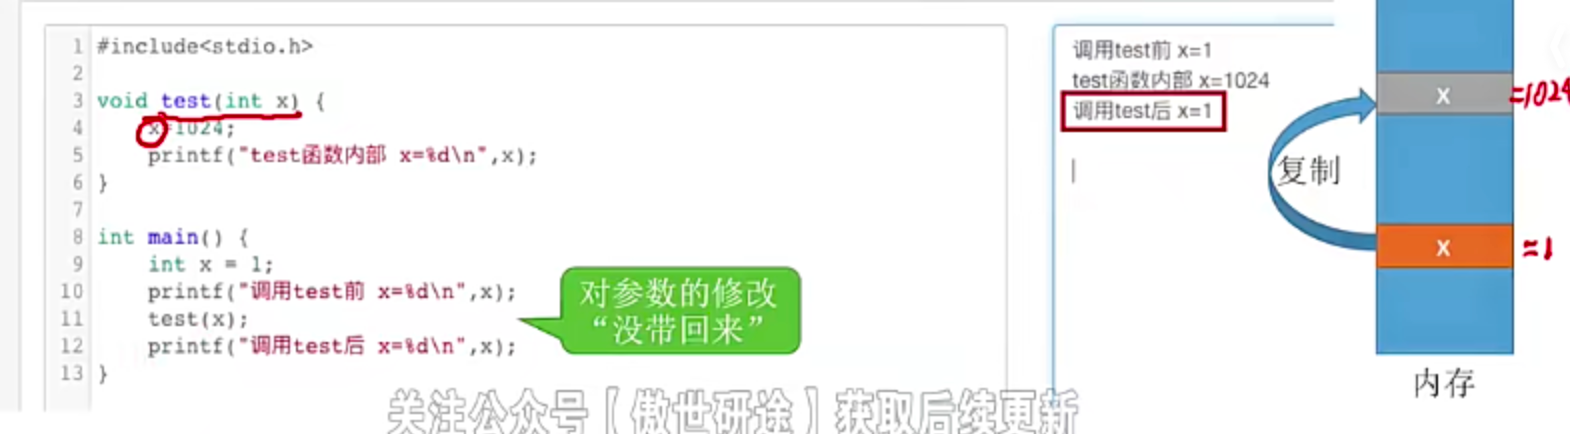 1 #include<stdio.h>
2
3 void test(int x) {
4 x=1024;
5 printf("test函数内部 x=%d\n",x);
6 }
7
8 int main() {
9 int x = 1;
10 printf("调用test前 x=%d\n",x);
11 test(x);
12 printf("调用test后 x=%d\n",x);
13 }
对参数的修改
“没带回来”
调用test前 x=1
test函数内部 x=1024
调用test后 x=1
复制
X =1024
X =1
内存
关注公众号【傲世研途】获取后续更新